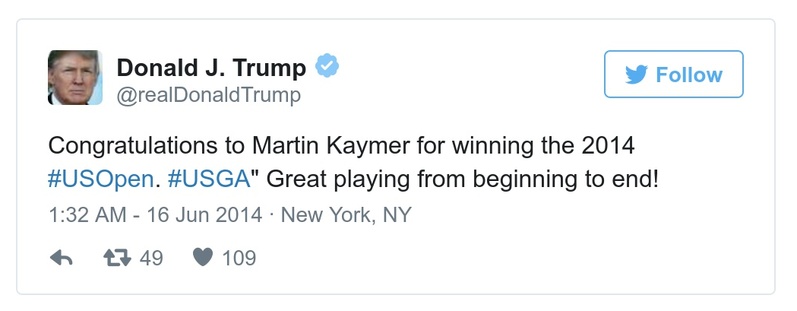 Donald J. Trump
Follow
@realDonaldTrump
Congratulations to Martin Kaymer for winning the 2014
#USOpen. #USGA" Great playing from beginning to end!
1:32 AM - 16 Jun 2014 · New York, NY
49 109